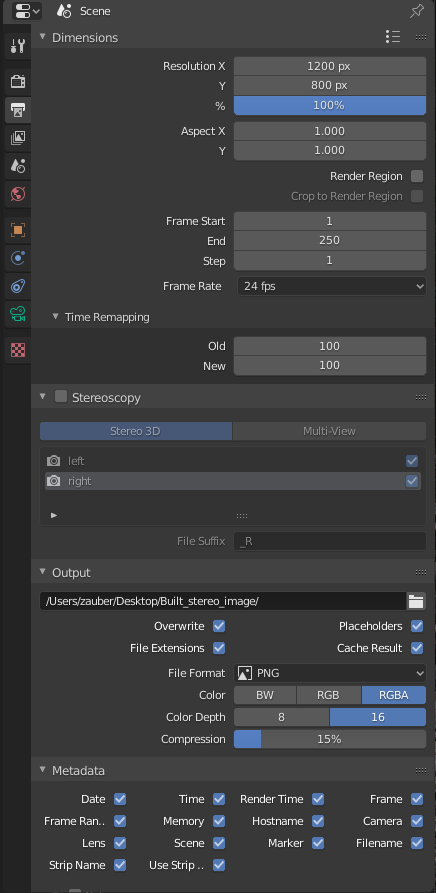 Scene
Dimensions
Resolution X 1200 px
Y 800 px
% 100%
Aspect X 1.000
Y 1.000
Render Region
Crop to Render Region
Frame Start 1
End 250
Step 1
Frame Rate 24 fps
Time Remapping
Old 100
New 100
Stereoscopy
Stereo 3D Multi-View
left
right
File Suffix _R
Output
/Users/zauber/Desktop/Built_stereo_image/
Overwrite Placeholders
File Extensions Cache Result
File Format PNG
Color BW RGB RGBA
Color Depth 8 16
Compression 15%
Metadata
Date Time Render Time Frame
Frame Ran.. Memory Hostname Camera
Lens Scene Marker Filename
Strip Name Use Strip ..